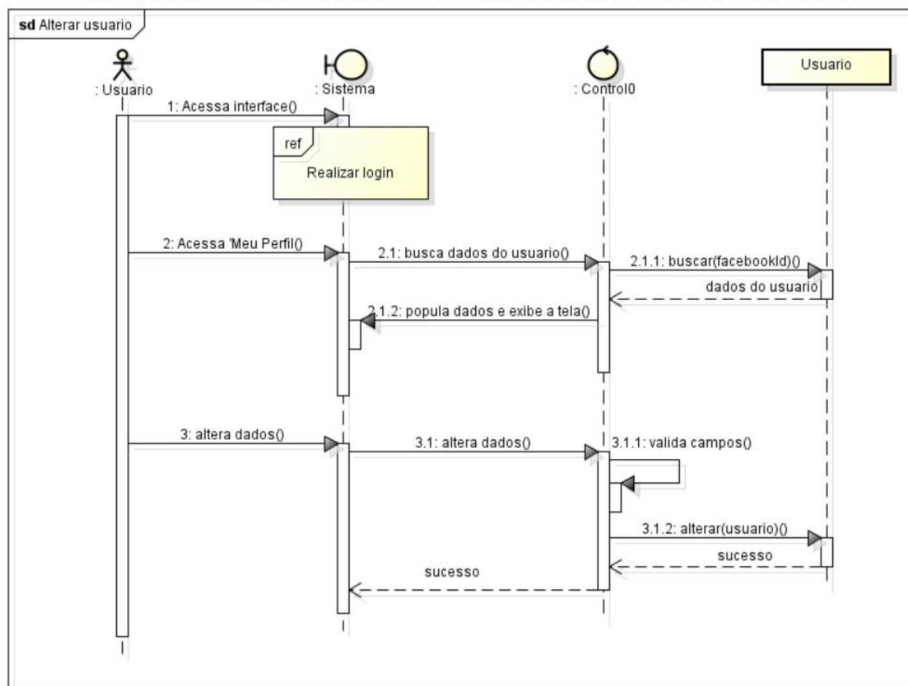 sd Alterar usuario
: Usuario
: Sistema
: Control0
Usuario
1: Acessa interface()
ref
Realizar login
2: Acessa 'Meu Perfil()
2.1: busca dados do usuario()
2.1.1: buscar(facebookId)()
dados do usuario
2.1.2: popula dados e exibe a tela()
3: altera dados()
3.1: altera dados()
3.1.1: valida campos()
3.1.2: alterar(usuario)()
sucesso
sucesso